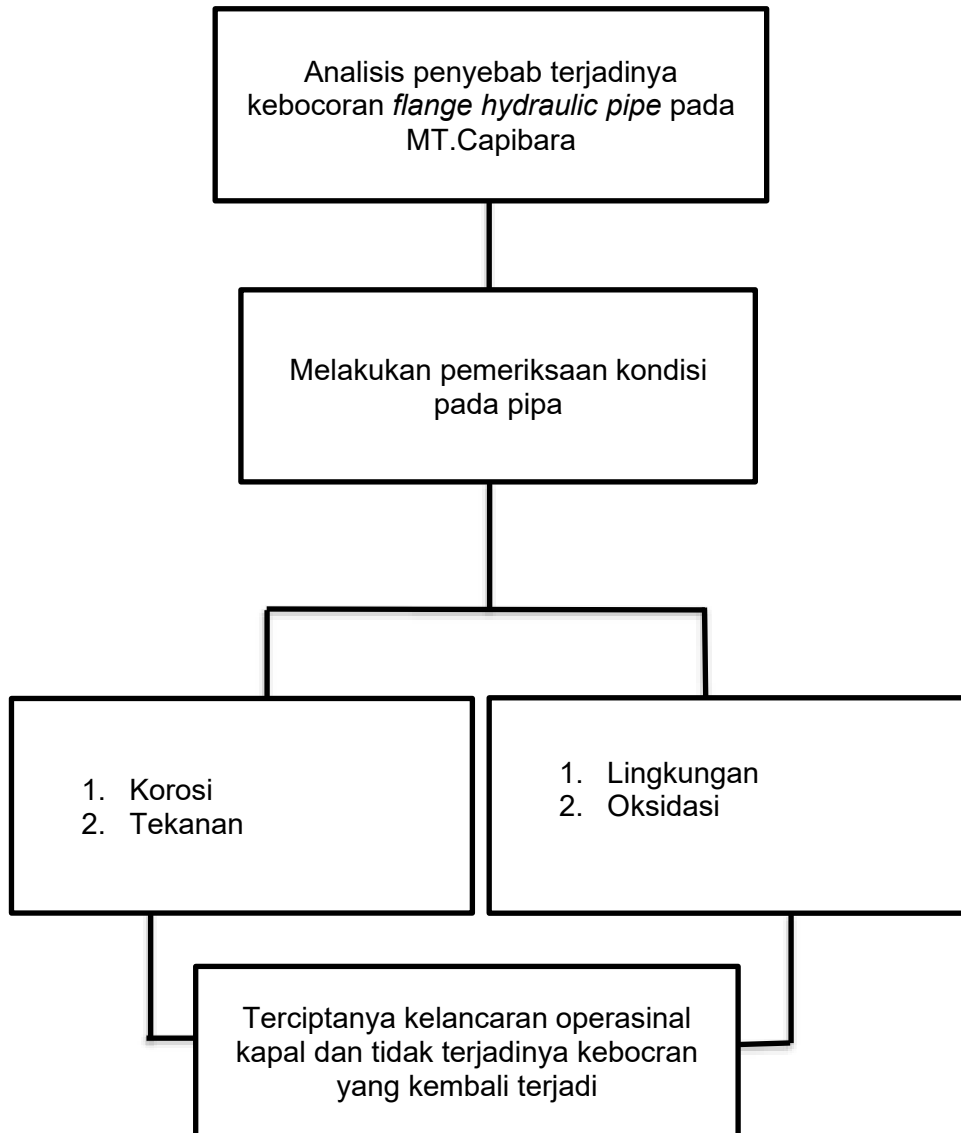 Analisis penyebab terjadinya
kebocoran flange hydraulic pipe pada
MT.Capibara
Melakukan pemeriksaan kondisi
pada pipa
1. Korosi
2. Tekanan
1. Lingkungan
2. Oksidasi
Terciptanya kelancaran operasinal
kapal dan tidak terjadinya kebocran
yang kembali terjadi